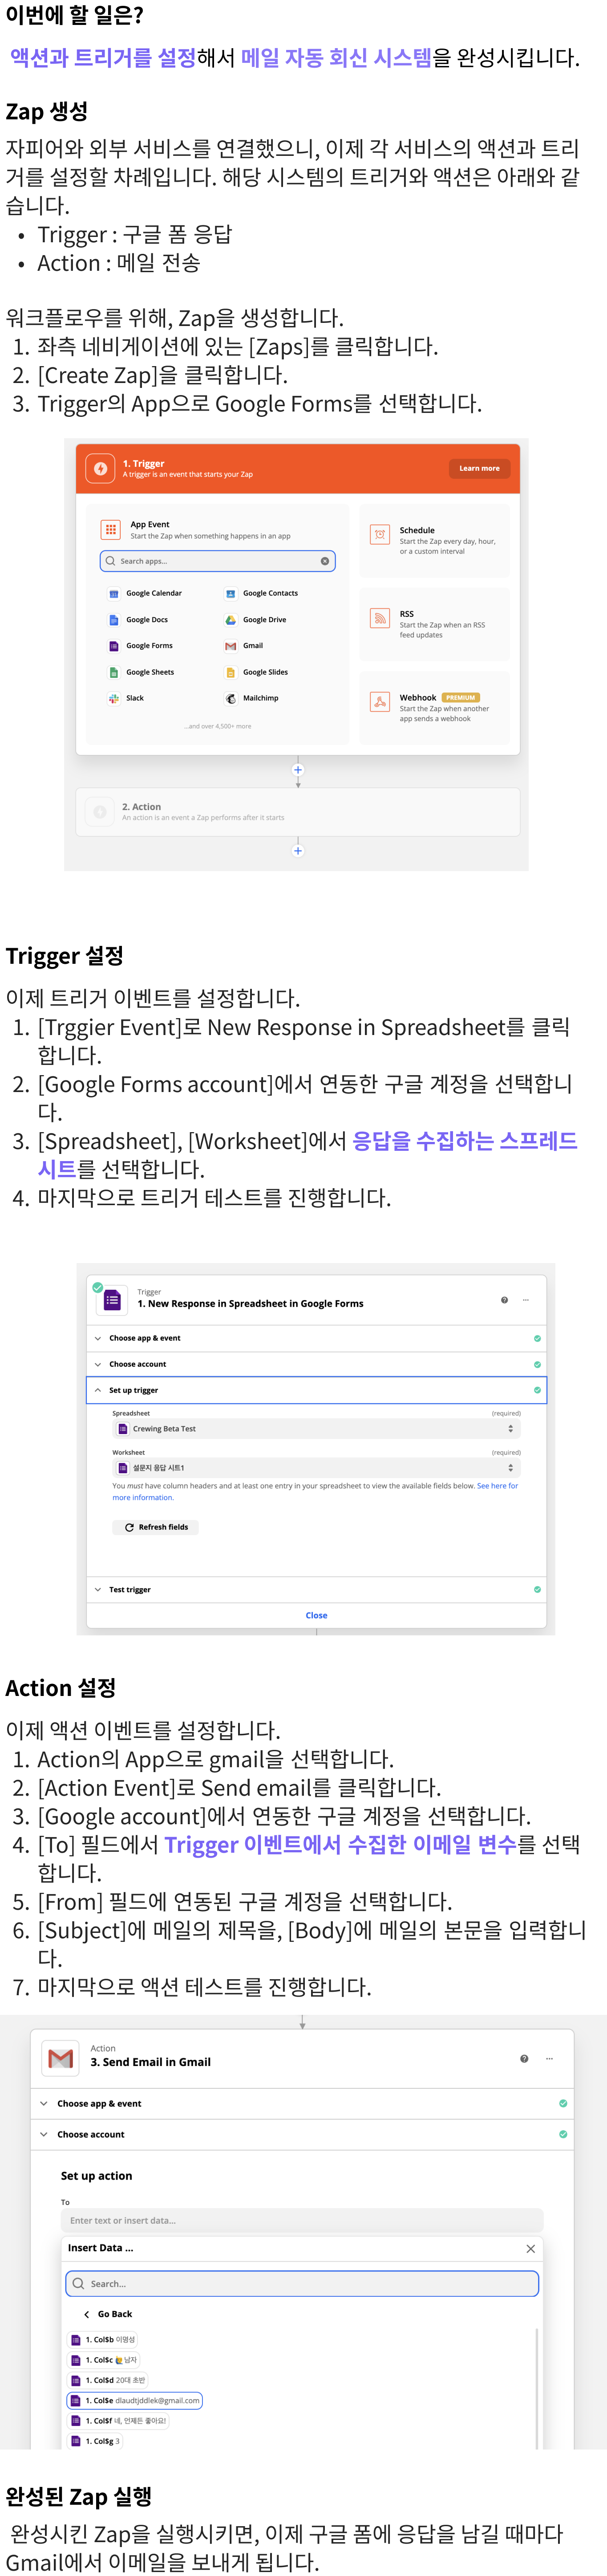 이번에 할 일은?
액션과 트리거를 설정해서 메일 자동 회신 시스템을 완성시킵니다.
Zap 생성
자피어와 외부 서비스를 연결했으니, 이제 각 서비스의 액션과 트리
거를 설정할 차례입니다. 해당 시스템의 트리거와 액션은 아래와 같
습니다.
• Trigger : 구글 폼 응답
• Action : 메일 전송
워크플로우를 위해, Zap을 생성합니다.
1. 좌측 네비게이션에 있는 [Zaps]를 클릭합니다.
2. [Create Zap]을 클릭합니다.
3. Trigger의 App으로 Google Forms를 선택합니다.
1. Trigger
A trigger is an event that starts your Zap
Learn more
App Event
Start the Zap when something happens in an app
Search apps...
Google Calendar
Google Contacts
Google Docs
Google Drive
Google Forms
Gmail
Google Sheets
Google Slides
Slack
Mailchimp
...and over 4,500+ more
Schedule
Start the Zap every day, hour,
or a custom interval
RSS
Start the Zap when an RSS
feed updates
Webhook PREMIUM
Start the Zap when another
app sends a webhook
2. Action
An action is an event a Zap performs after it starts
Trigger 설정
이제 트리거 이벤트를 설정합니다.
1. [Trggier Event]로 New Response in Spreadsheet를 클릭
합니다.
2. [Google Forms account]에서 연동한 구글 계정을 선택합니
다.
3. [Spreadsheet], [Worksheet]에서 응답을 수집하는 스프레드
시트를 선택합니다.
4. 마지막으로 트리거 테스트를 진행합니다.
Trigger
1. New Response in Spreadsheet in Google Forms
Choose app & event
Choose account
Set up trigger
Spreadsheet
(required)
Crewing Beta Test
Worksheet
(required)
설문지 응답 시트1
You must have column headers and at least one entry in your spreadsheet to view the available fields below. See here for
more information.
Refresh fields
Test trigger
Close
Action 설정
이제 액션 이벤트를 설정합니다.
1. Action의 App으로 gmail을 선택합니다.
2. [Action Event]로 Send email를 클릭합니다.
3. [Google account]에서 연동한 구글 계정을 선택합니다.
4. [To] 필드에서 Trigger 이벤트에서 수집한 이메일 변수를 선택
합니다.
5. [From] 필드에 연동된 구글 계정을 선택합니다.
6. [Subject]에 메일의 제목을, [Body]에 메일의 본문을 입력합니
다.
7. 마지막으로 액션 테스트를 진행합니다.
Action
3. Send Email in Gmail
Choose app & event
Choose account
Set up action
To
Enter text or insert data...
Insert Data ...
Search...
Go Back
1. Col$b 이명성
1. Col$c 🙋남자
1. Col$d 20대 초반
1. Col$e dlaudtjddlek@gmail.com
1. Col$f 네, 언제든 좋아요!
1. Col$g 3
완성된 Zap 실행
완성시킨 Zap을 실행시키면, 이제 구글 폼에 응답을 남길 때마다
Gmail에서 이메일을 보내게 됩니다.